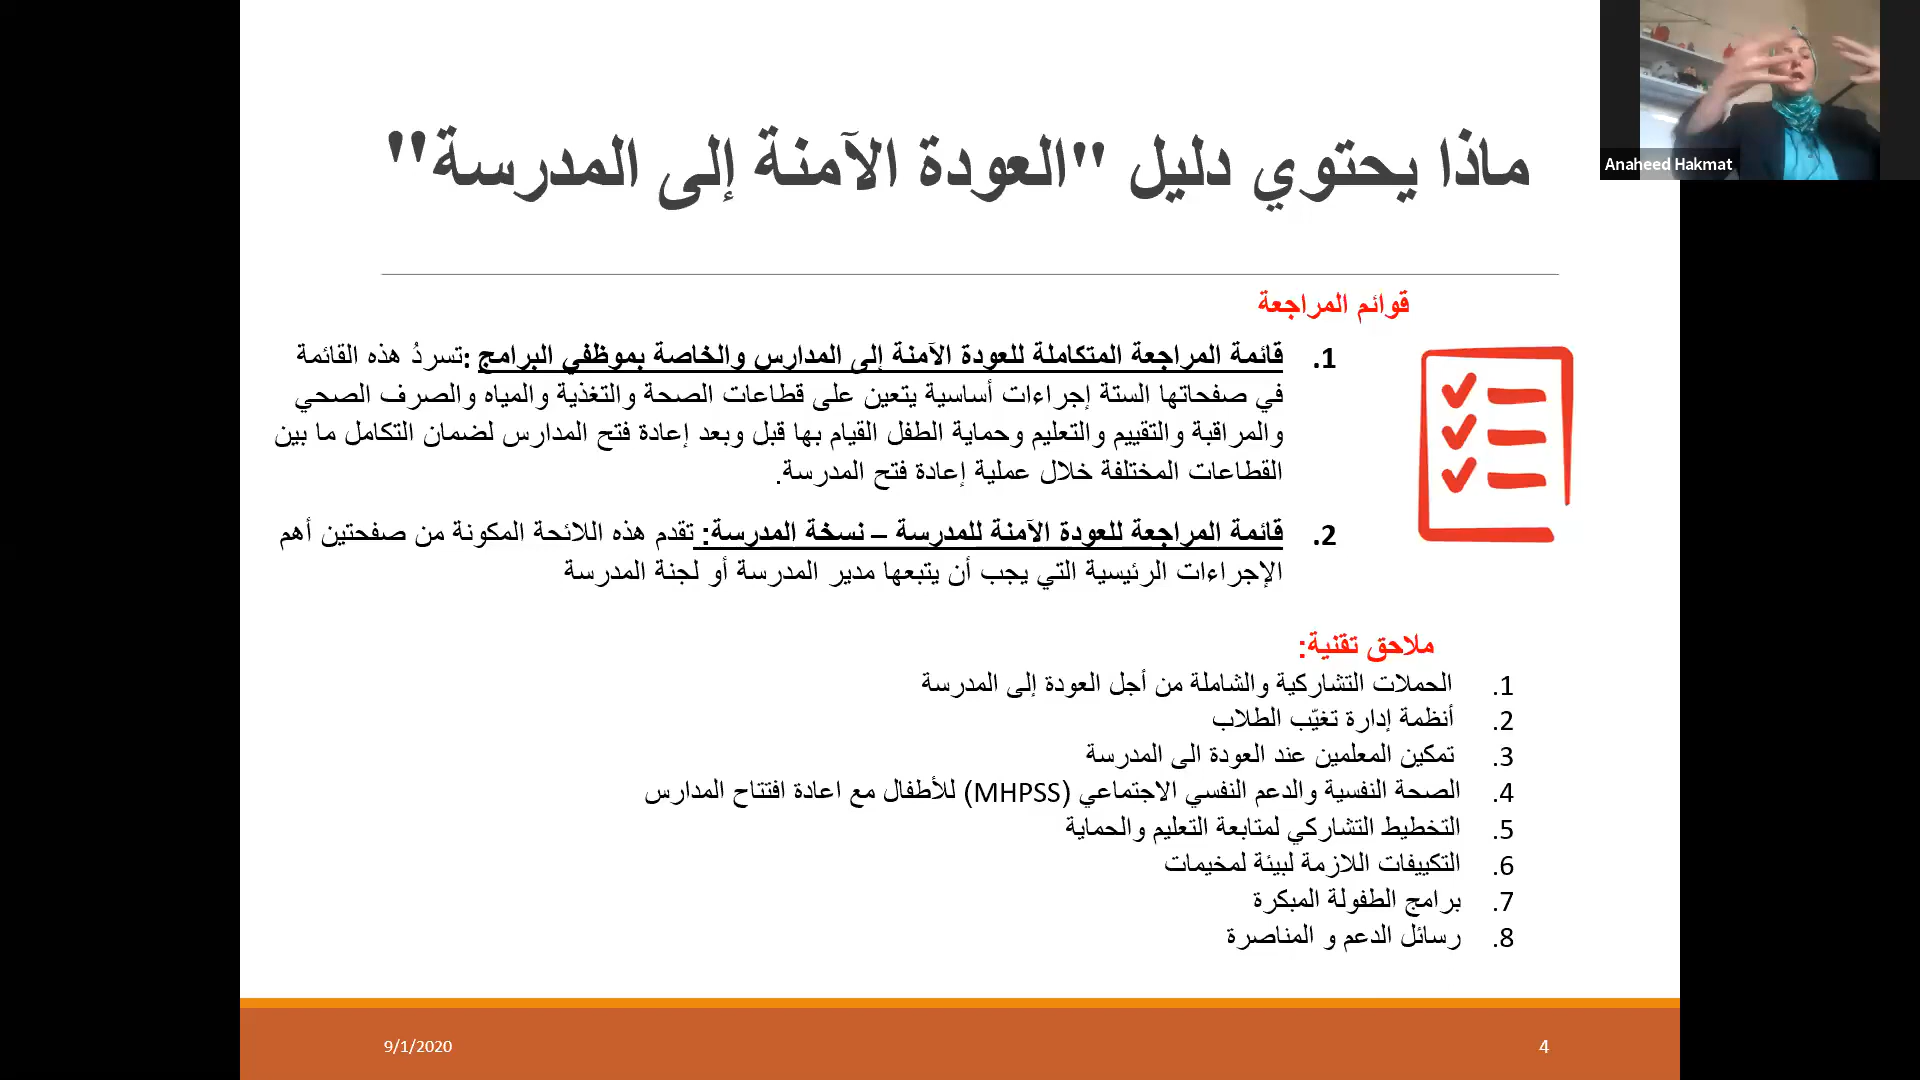 ماذا يحتوي دليل "العودة الآمنة إلى المدرسة"
Anaheed Hakmat
قوائم المراجعة
1. قائمة المراجعة المتكاملة للعودة الآمنة إلى المدارس والخاصة بموظفي البرامج :تسردُ هذه القائمة
في صفحاتها الستة إجراءات أساسية يتعين على قطاعات الصحة والتغذية والمياه والصرف الصحي
والمراقبة والتقييم والتعليم وحماية الطفل القيام بها قبل وبعد إعادة فتح المدارس لضمان التكامل ما بين
القطاعات المختلفة خلال عملية إعادة فتح المدرسة.
2. قائمة المراجعة للعودة الآمنة للمدرسة – نسخة المدرسة: تقدم هذه اللائحة المكونة من صفحتين أهم
الإجراءات الرئيسية التي يجب أن يتبعها مدير المدرسة أو لجنة المدرسة
ملاحق تقنية:
1. الحملات التشاركية والشاملة من أجل العودة إلى المدرسة
2. أنظمة إدارة تغيّب الطلاب
3. تمكين المعلمين عند العودة الى المدرسة
4. الصحة النفسية والدعم النفسي الاجتماعي (MHPSS) للأطفال مع اعادة افتتاح المدارس
5. التخطيط التشاركي لمتابعة التعليم والحماية
6. التكييفات اللازمة لبيئة لمخيمات
7. برامج الطفولة المبكرة
8. رسائل الدعم و المناصرة
9/1/2020
4